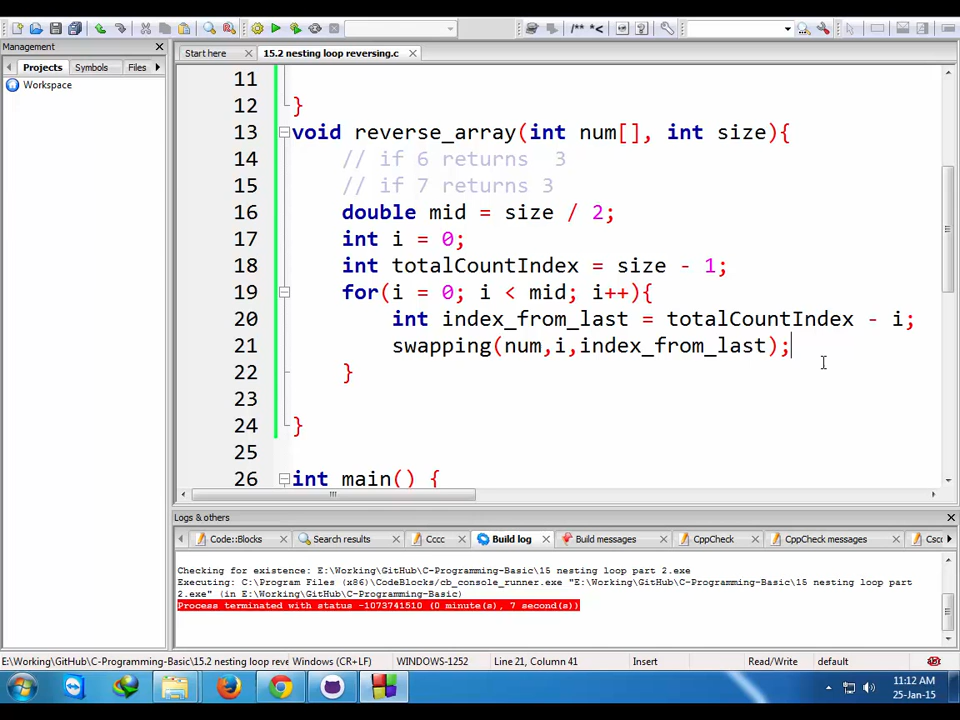 Management
Projects Symbols Files
Workspace
Start here
15.2 nesting loop reversing.c
11
12 }
13 void reverse_array(int num[], int size){
14 // if 6 returns  3
15 // if 7 returns 3
16 double mid = size / 2;
17 int i = 0;
18 int totalCountIndex = size - 1;
19 for(i = 0; i < mid; i++){
20 int index_from_last = totalCountIndex - i;
21 swapping(num,i,index_from_last);
22 }
23
24 }
25
26 int main() {
Logs & others
Code::Blocks Search results Cccc Build log Build messages CppCheck CppCheck messages Cscc
Checking for existence: E:\Working\GitHub\C-Programming-Basic\15 nesting loop part 2.exe
Executing: C:\Program Files (x86)\CodeBlocks/cb_console_runner.exe "E:\Working\GitHub\C-Programming-Basic\15 nesting loop part
2.exe" (in E:\Working\GitHub\C-Programming-Basic)
Process terminated with status -1073741510 (0 minute(s), 7 second(s))
E:\Working\GitHub\C-Programming-Basic\15.2 nesting loop reve Windows (CR+LF) WINDOWS-1252 Line 21, Column 41 Insert Read/Write default
11:12 AM
25-Jan-15